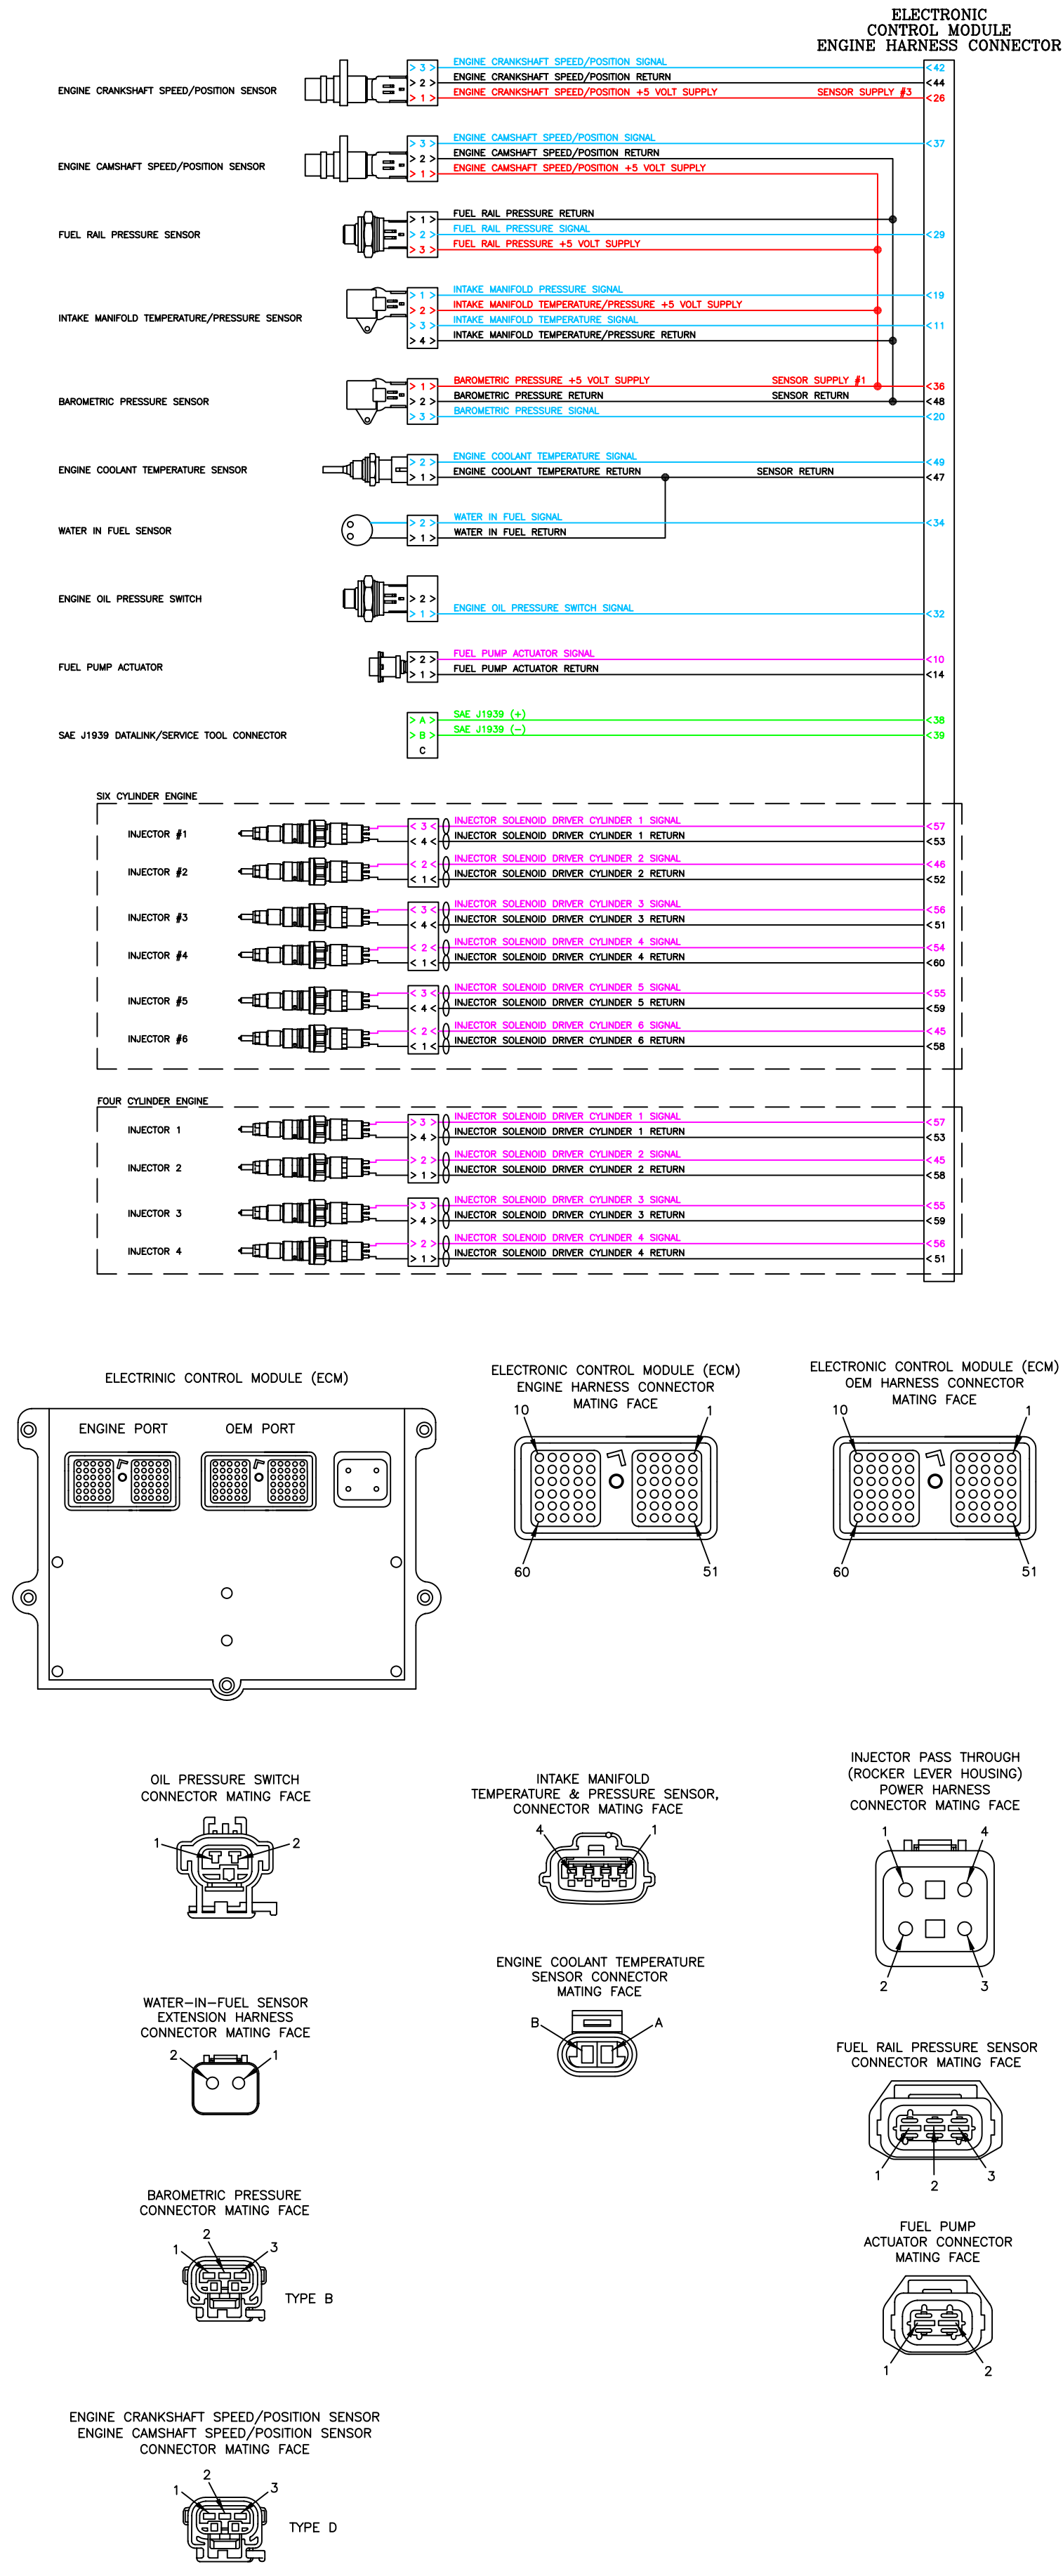 ELECTRONIC
CONTROL MODULE
ENGINE HARNESS CONNECTOR
> 3 > ENGINE CRANKSHAFT SPEED/POSITION SIGNAL <42
ENGINE CRANKSHAFT SPEED/POSITION SENSOR > 2 > ENGINE CRANKSHAFT SPEED/POSITION RETURN <44
> 1 > ENGINE CRANKSHAFT SPEED/POSITION +5 VOLT SUPPLY SENSOR SUPPLY #3 <26
> 3 > ENGINE CAMSHAFT SPEED/POSITION SIGNAL <37
ENGINE CAMSHAFT SPEED/POSITION SENSOR > 2 > ENGINE CAMSHAFT SPEED/POSITION RETURN
> 1 > ENGINE CAMSHAFT SPEED/POSITION +5 VOLT SUPPLY
> 1 > FUEL RAIL PRESSURE RETURN
FUEL RAIL PRESSURE SENSOR > 2 > FUEL RAIL PRESSURE SIGNAL <29
> 3 > FUEL RAIL PRESSURE +5 VOLT SUPPLY
> 1 > INTAKE MANIFOLD PRESSURE SIGNAL <19
> 2 > INTAKE MANIFOLD TEMPERATURE/PRESSURE +5 VOLT SUPPLY
INTAKE MANIFOLD TEMPERATURE/PRESSURE SENSOR > 3 > INTAKE MANIFOLD TEMPERATURE SIGNAL <11
> 4 > INTAKE MANIFOLD TEMPERATURE/PRESSURE RETURN
> 1 > BAROMETRIC PRESSURE +5 VOLT SUPPLY SENSOR SUPPLY #1 <36
BAROMETRIC PRESSURE SENSOR > 2 > BAROMETRIC PRESSURE RETURN SENSOR RETURN <48
> 3 > BAROMETRIC PRESSURE SIGNAL <20
> 2 > ENGINE COOLANT TEMPERATURE SIGNAL <49
ENGINE COOLANT TEMPERATURE SENSOR > 1 > ENGINE COOLANT TEMPERATURE RETURN SENSOR RETURN <47
> 2 > WATER IN FUEL SIGNAL <34
WATER IN FUEL SENSOR > 1 > WATER IN FUEL RETURN
ENGINE OIL PRESSURE SWITCH > 2 >
> 1 > ENGINE OIL PRESSURE SWITCH SIGNAL <32
> 2 > FUEL PUMP ACTUATOR SIGNAL <10
FUEL PUMP ACTUATOR > 1 > FUEL PUMP ACTUATOR RETURN <14
> A > SAE J1939 (+) <38
SAE J1939 DATALINK/SERVICE TOOL CONNECTOR > B > SAE J1939 (-) <39
C
SIX CYLINDER ENGINE
INJECTOR #1 < 3 < INJECTOR SOLENOID DRIVER CYLINDER 1 SIGNAL <57
< 4 < INJECTOR SOLENOID DRIVER CYLINDER 1 RETURN <53
INJECTOR #2 < 2 < INJECTOR SOLENOID DRIVER CYLINDER 2 SIGNAL <46
< 1 < INJECTOR SOLENOID DRIVER CYLINDER 2 RETURN <52
INJECTOR #3 < 3 < INJECTOR SOLENOID DRIVER CYLINDER 3 SIGNAL <56
< 4 < INJECTOR SOLENOID DRIVER CYLINDER 3 RETURN <51
INJECTOR #4 < 2 < INJECTOR SOLENOID DRIVER CYLINDER 4 SIGNAL <54
< 1 < INJECTOR SOLENOID DRIVER CYLINDER 4 RETURN <60
INJECTOR #5 < 3 < INJECTOR SOLENOID DRIVER CYLINDER 5 SIGNAL <55
< 4 < INJECTOR SOLENOID DRIVER CYLINDER 5 RETURN <59
INJECTOR #6 < 2 < INJECTOR SOLENOID DRIVER CYLINDER 6 SIGNAL <45
< 1 < INJECTOR SOLENOID DRIVER CYLINDER 6 RETURN <58
FOUR CYLINDER ENGINE
INJECTOR 1 > 3 > INJECTOR SOLENOID DRIVER CYLINDER 1 SIGNAL <57
> 4 > INJECTOR SOLENOID DRIVER CYLINDER 1 RETURN <53
INJECTOR 2 > 2 > INJECTOR SOLENOID DRIVER CYLINDER 2 SIGNAL <45
> 1 > INJECTOR SOLENOID DRIVER CYLINDER 2 RETURN <58
INJECTOR 3 > 3 > INJECTOR SOLENOID DRIVER CYLINDER 3 SIGNAL <55
> 4 > INJECTOR SOLENOID DRIVER CYLINDER 3 RETURN <59
INJECTOR 4 > 2 > INJECTOR SOLENOID DRIVER CYLINDER 4 SIGNAL <56
> 1 > INJECTOR SOLENOID DRIVER CYLINDER 4 RETURN <51
ELECTRINIC CONTROL MODULE (ECM)
ENGINE PORT OEM PORT
ELECTRONIC CONTROL MODULE (ECM)
ENGINE HARNESS CONNECTOR
MATING FACE
10 1
60 51
ELECTRONIC CONTROL MODULE (ECM)
OEM HARNESS CONNECTOR
MATING FACE
10 1
60 51
OIL PRESSURE SWITCH
CONNECTOR MATING FACE
1 2
INTAKE MANIFOLD
TEMPERATURE & PRESSURE SENSOR,
CONNECTOR MATING FACE
4 1
INJECTOR PASS THROUGH
(ROCKER LEVER HOUSING)
POWER HARNESS
CONNECTOR MATING FACE
1 4
2 3
ENGINE COOLANT TEMPERATURE
SENSOR CONNECTOR
MATING FACE
B A
WATER-IN-FUEL SENSOR
EXTENSION HARNESS
CONNECTOR MATING FACE
2 1
FUEL RAIL PRESSURE SENSOR
CONNECTOR MATING FACE
1 2 3
BAROMETRIC PRESSURE
CONNECTOR MATING FACE
1 2 3
TYPE B
FUEL PUMP
ACTUATOR CONNECTOR
MATING FACE
1 2
ENGINE CRANKSHAFT SPEED/POSITION SENSOR
ENGINE CAMSHAFT SPEED/POSITION SENSOR
CONNECTOR MATING FACE
1 2 3
TYPE D